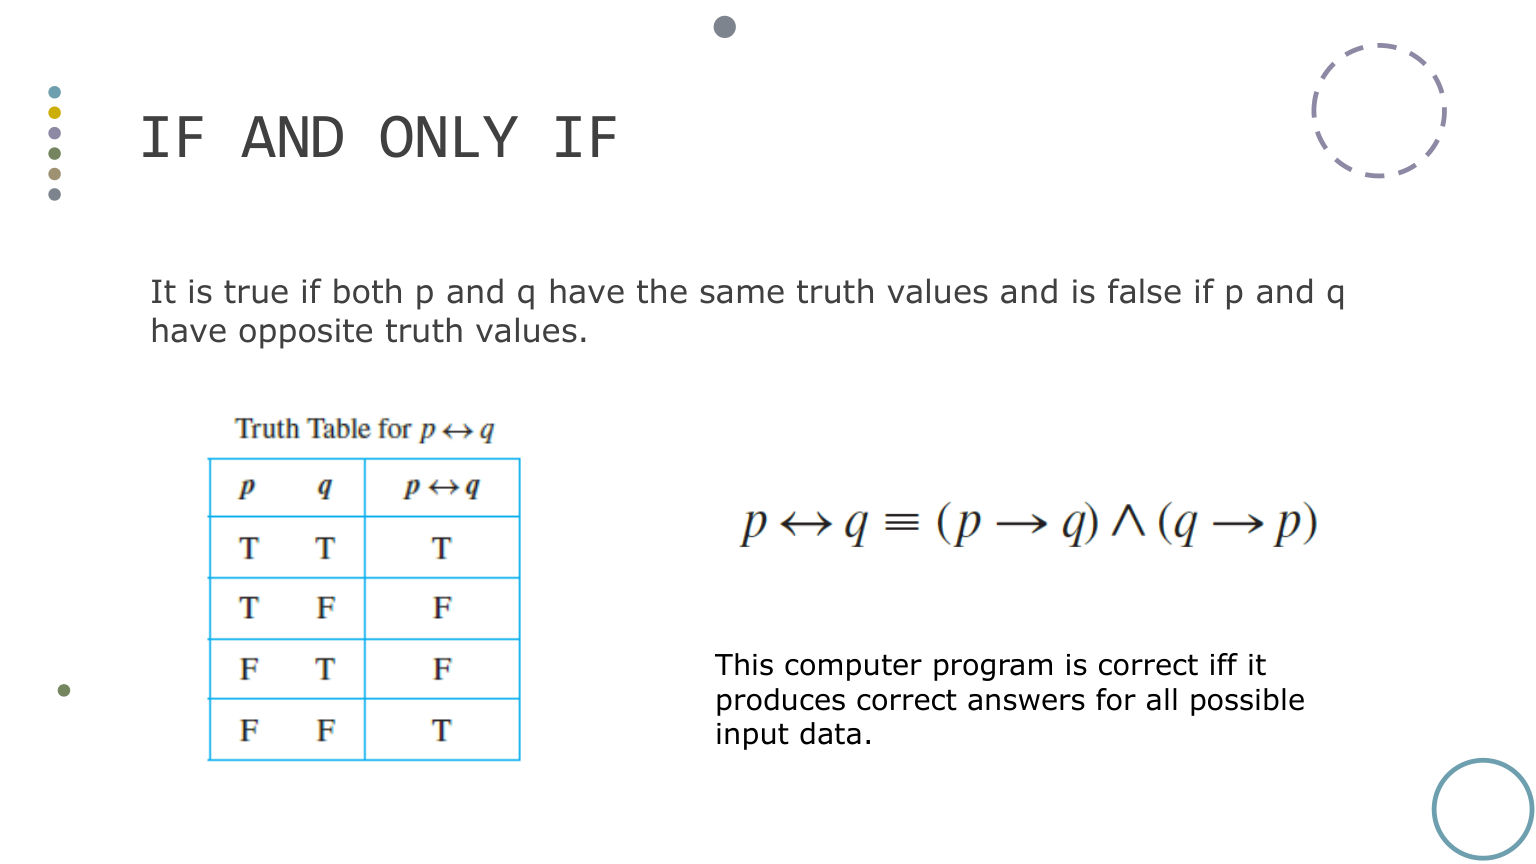 IF AND ONLY IF
It is true if both p and q have the same truth values and is false if p and q
have opposite truth values.
Truth Table for p ↔ q
p q p ↔ q
T T T
T F F
F T F
F F T
p ↔ q ≡ (p → q) ∧ (q → p)
This computer program is correct iff it
produces correct answers for all possible
input data.